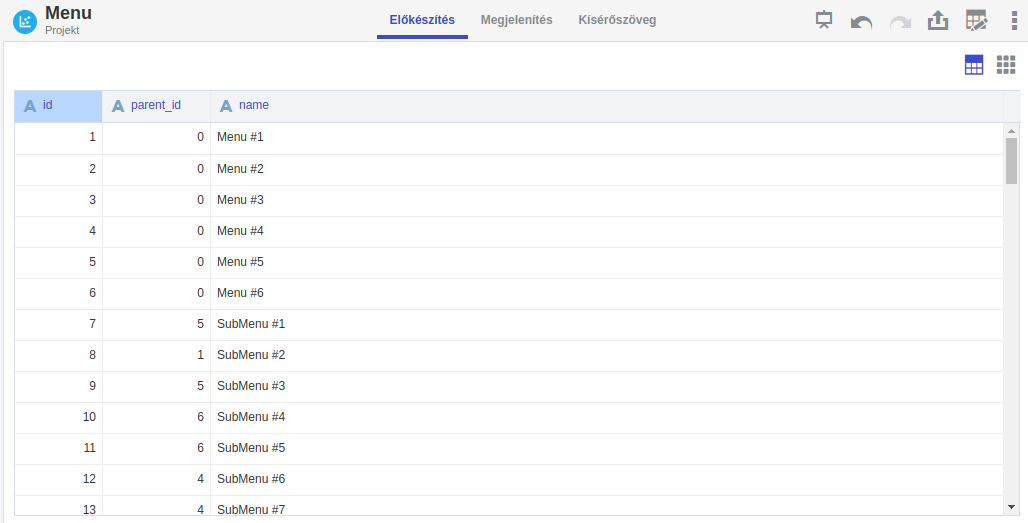 Menu
Projekt
Előkészítés Megjelenítés Kísérőszöveg
id parent_id name
1 0 Menu #1
2 0 Menu #2
3 0 Menu #3
4 0 Menu #4
5 0 Menu #5
6 0 Menu #6
7 5 SubMenu #1
8 1 SubMenu #2
9 5 SubMenu #3
10 6 SubMenu #4
11 6 SubMenu #5
12 4 SubMenu #6
13 4 SubMenu #7